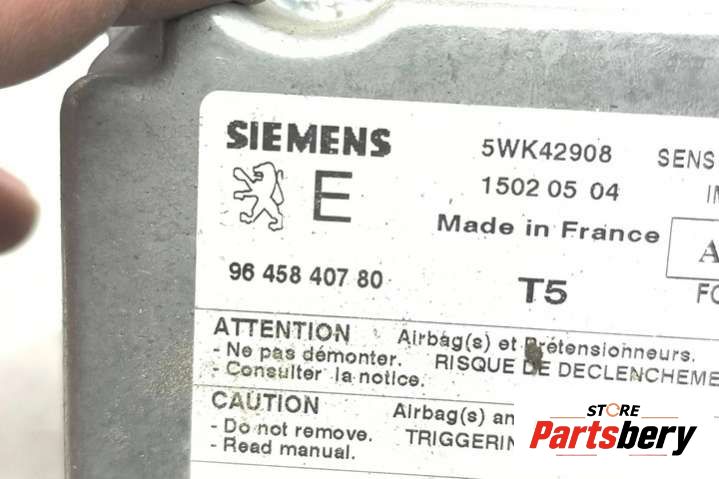 SIEMENS 5WK42908 SENS
E 15020 05 04
Made in France
96 458 407 80 T5
ATTENTION Airbag(s) et Prétensionneurs.
- Ne pas démonter. RISQUE DE DECLENCHEME
- Consulter la notice.
CAUTION Airbag(s) an
- Do not remove. TRIGGERIN
- Read manual.
STORE
Partsbery